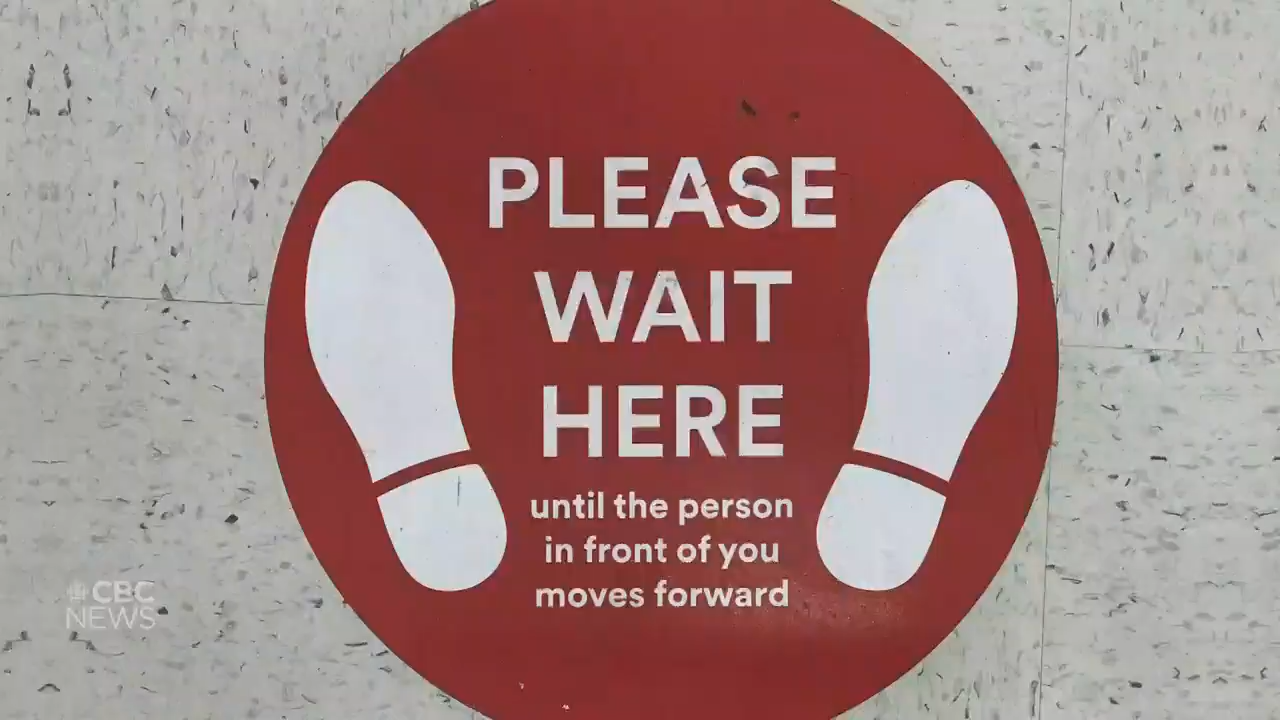 PLEASE
WAIT
HERE
until the person
in front of you
moves forward
CBC
NEWS